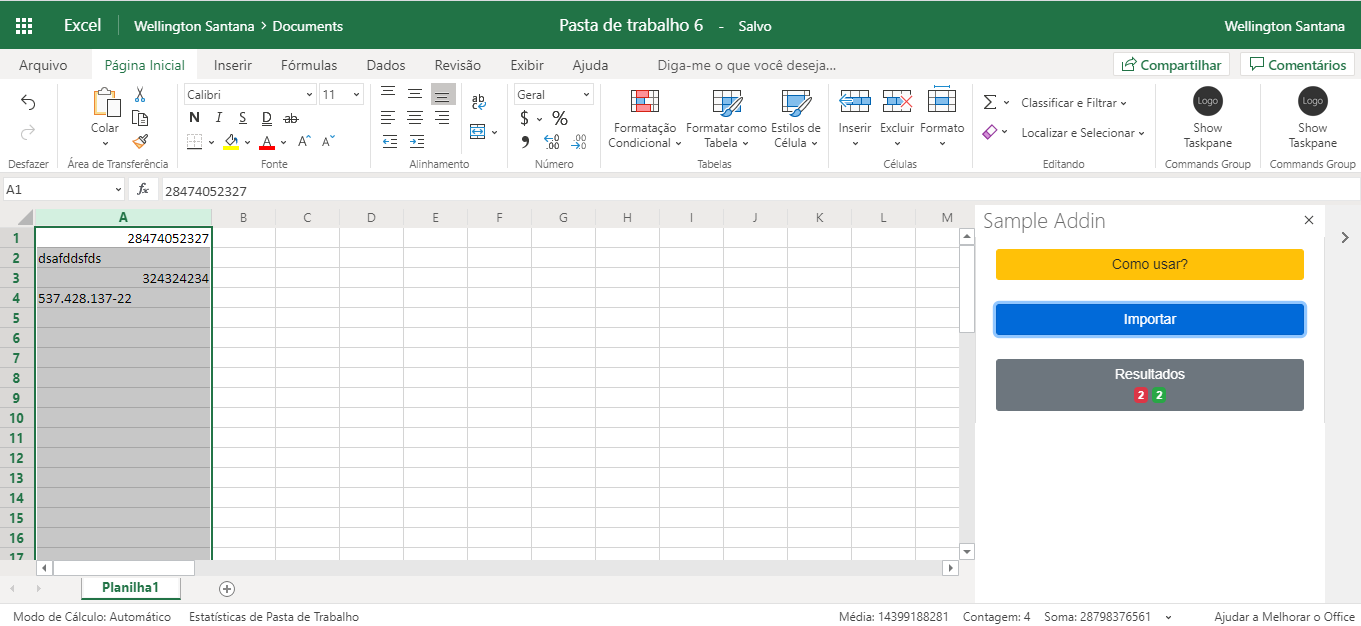 Excel Wellington Santana > Documents Pasta de trabalho 6 - Salvo Wellington Santana
Arquivo Página Inicial Inserir Fórmulas Dados Revisão Exibir Ajuda Diga-me o que você deseja... Compartilhar Comentários
Colar
Calibri 11
N I S D ab
A A A
ab
Geral
$ %
,00 ,00
Formatação Condicional
Formatar como Tabela
Estilos de Célula
Inserir Excluir Formato
Classificar e Filtrar
Localizar e Selecionar
Logo
Show Taskpane
Logo
Show Taskpane
Desfazer Área de Transferência Fonte Alinhamento Número Tabelas Células Editando Commands Group Commands Group
A1 fx 28474052327
A B C D E F G H I J K L M
1 28474052327
2 dsafddsfds
3 324324234
4 537.428.137-22
5
6
7
8
9
10
11
12
13
14
15
16
17
Sample Addin
Como usar?
Importar
Resultados
2 2
Planilha1
Modo de Cálculo: Automático Estatísticas de Pasta de Trabalho Média: 14399188281 Contagem: 4 Soma: 28798376561 Ajudar a Melhorar o Office